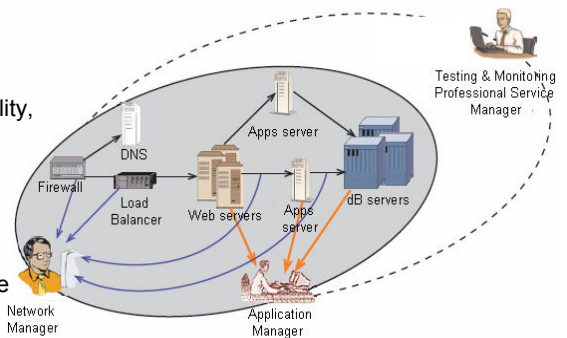 Testing & Monitoring
Professional Service
Manager
ality,
Apps server
DNS
Firewall
Load
Balancer
Web servers
Apps
server
dB servers
e
Network
Manager
Application
Manager